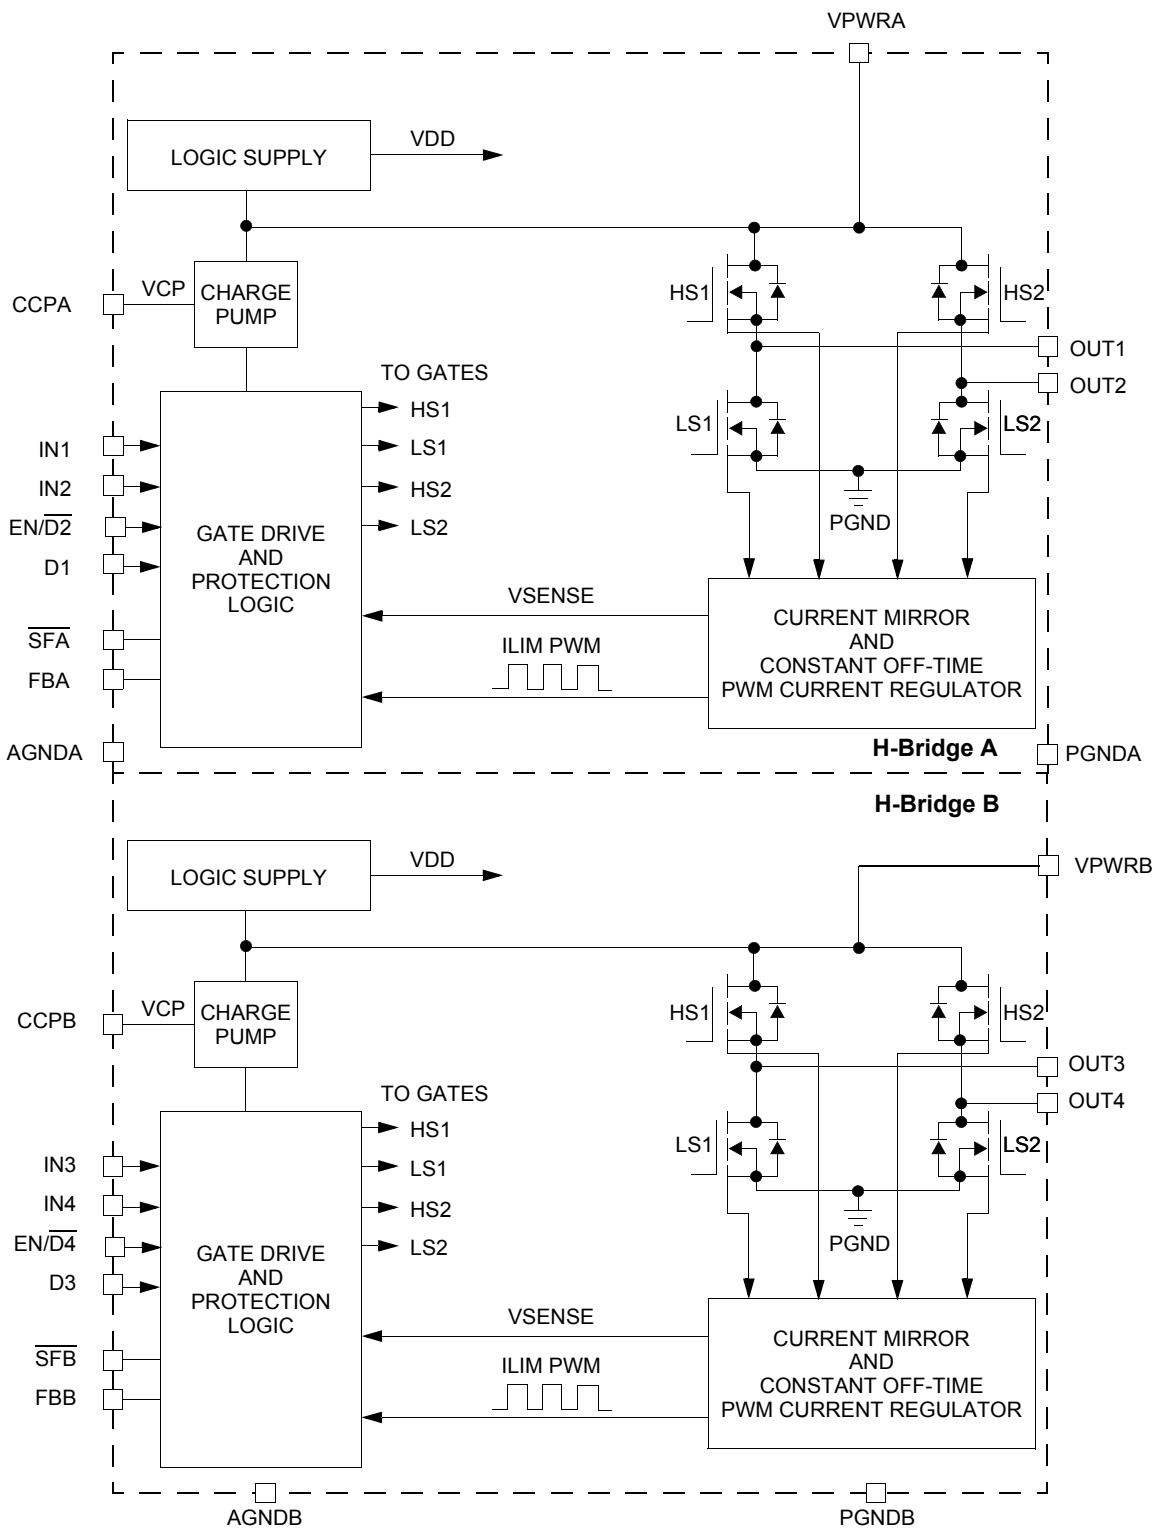 VPWRA
LOGIC SUPPLY
VDD
CCPA
VCP
CHARGE
PUMP
HS1
HS2
OUT1
OUT2
TO GATES
HS1
LS1
HS2
LS2
LS1
LS2
PGND
IN1
IN2
EN/D̅2̅
D1
S̅F̅A̅
FBA
GATE DRIVE
AND
PROTECTION
LOGIC
VSENSE
ILIM PWM
CURRENT MIRROR
AND
CONSTANT OFF-TIME
PWM CURRENT REGULATOR
AGNDA
H-Bridge A
PGNDA
H-Bridge B
LOGIC SUPPLY
VDD
VPWRB
CCPB
VCP
CHARGE
PUMP
HS1
HS2
OUT3
OUT4
TO GATES
HS1
LS1
HS2
LS2
LS1
LS2
PGND
IN3
IN4
EN/D̅4̅
D3
S̅F̅B̅
FBB
GATE DRIVE
AND
PROTECTION
LOGIC
VSENSE
ILIM PWM
CURRENT MIRROR
AND
CONSTANT OFF-TIME
PWM CURRENT REGULATOR
AGNDB
PGNDB